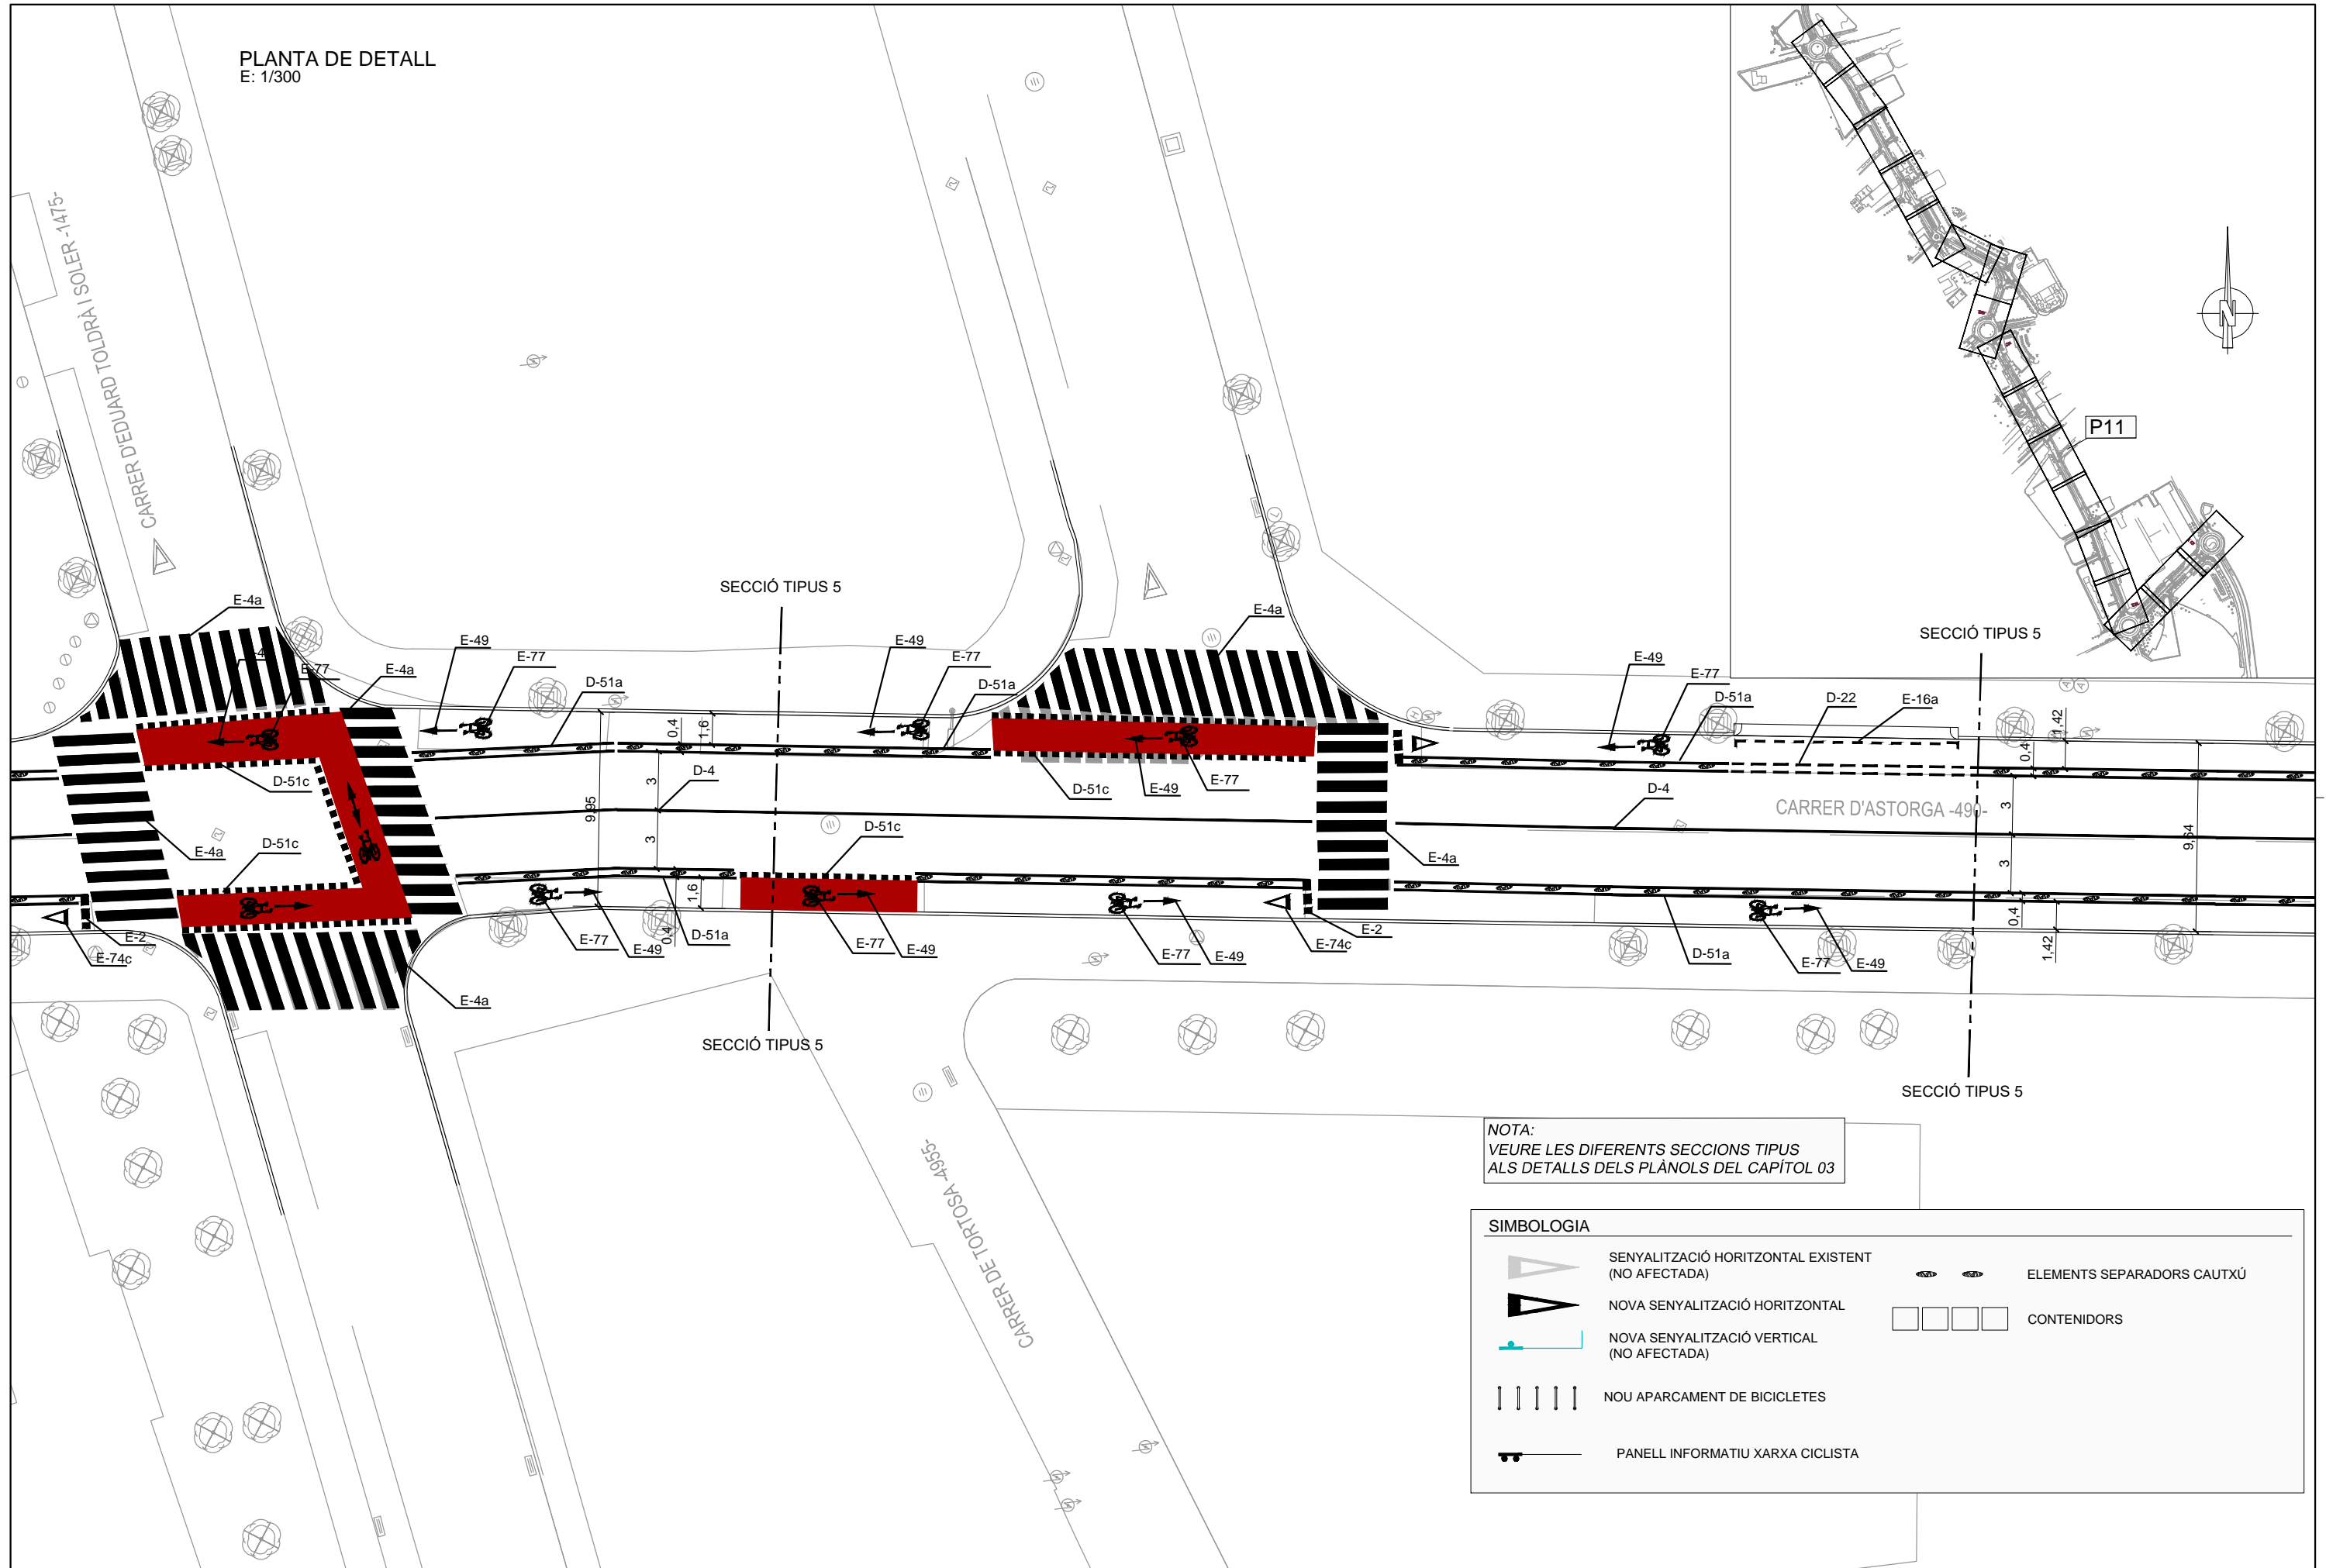 PLANTA DE DETALL
E: 1/300
CARRER D'EDUARD TOLDRÀ I SOLER -1475-
P11
N
SECCIÓ TIPUS 5
SECCIÓ TIPUS 5
E-4a
E-4a
E-77
E-4a
E-49
E-77
D-51a
0,4
1,6
E-49
E-77
D-51a
E-4a
E-49
E-77
D-51a
D-22
E-16a
1,42
0,4
D-51c
9,95
3
D-4
3
D-51c
E-49
E-77
D-4
CARRER D'ASTORGA -490-
3
9,64
3
E-4a
D-51c
D-51c
E-4a
1,6
0,4
0,4
1,42
E-2
E-74c
E-4a
E-77
E-49
D-51a
E-77
E-49
E-77
E-49
E-74c
E-2
D-51a
E-77
E-49
SECCIÓ TIPUS 5
SECCIÓ TIPUS 5
CARRER DE TORTOSA -4955-
NOTA:
VEURE LES DIFERENTS SECCIONS TIPUS
ALS DETALLS DELS PLÀNOLS DEL CAPÍTOL 03
SIMBOLOGIA
SENYALITZACIÓ HORITZONTAL EXISTENT
(NO AFECTADA)
ELEMENTS SEPARADORS CAUTXÚ
NOVA SENYALITZACIÓ HORITZONTAL
CONTENIDORS
NOVA SENYALITZACIÓ VERTICAL
(NO AFECTADA)
NOU APARCAMENT DE BICICLETES
PANELL INFORMATIU XARXA CICLISTA